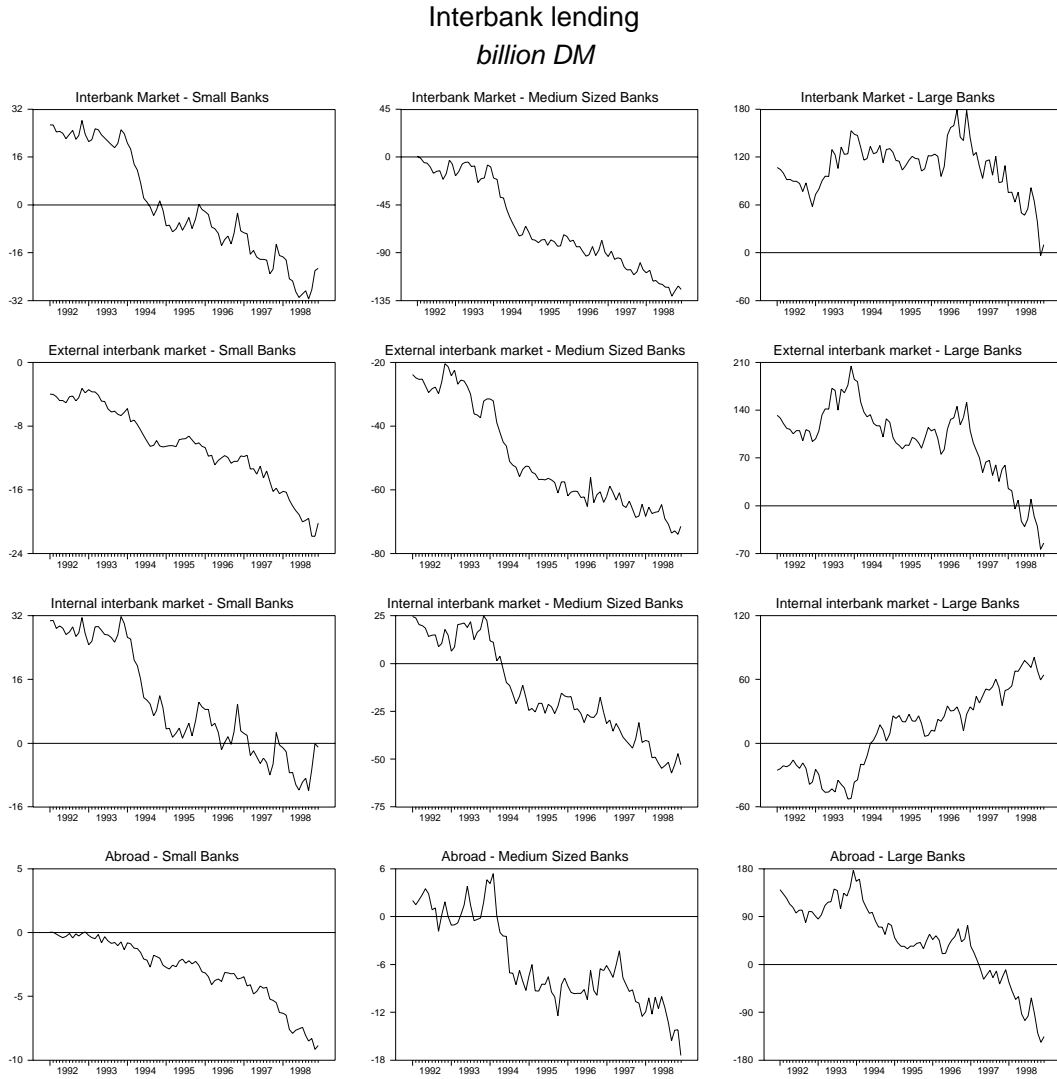 Interbank lending
billion DM
Interbank Market - Small Banks
32
16
0
-16
-32
1992 1993 1994 1995 1996 1997 1998
Interbank Market - Medium Sized Banks
45
0
-45
-90
-135
1992 1993 1994 1995 1996 1997 1998
Interbank Market - Large Banks
180
120
60
0
-60
1992 1993 1994 1995 1996 1997 1998
External interbank market - Small Banks
0
-8
-16
-24
1992 1993 1994 1995 1996 1997 1998
External interbank market - Medium Sized Banks
-20
-40
-60
-80
1992 1993 1994 1995 1996 1997 1998
External interbank market - Large Banks
210
140
70
0
-70
1992 1993 1994 1995 1996 1997 1998
Internal interbank market - Small Banks
32
16
0
-16
1992 1993 1994 1995 1996 1997 1998
Internal interbank market - Medium Sized Banks
25
0
-25
-50
-75
1992 1993 1994 1995 1996 1997 1998
Internal interbank market - Large Banks
120
60
0
-60
1992 1993 1994 1995 1996 1997 1998
Abroad - Small Banks
5
0
-5
-10
1992 1993 1994 1995 1996 1997 1998
Abroad - Medium Sized Banks
6
0
-6
-12
-18
1992 1993 1994 1995 1996 1997 1998
Abroad - Large Banks
180
90
0
-90
-180
1992 1993 1994 1995 1996 1997 1998